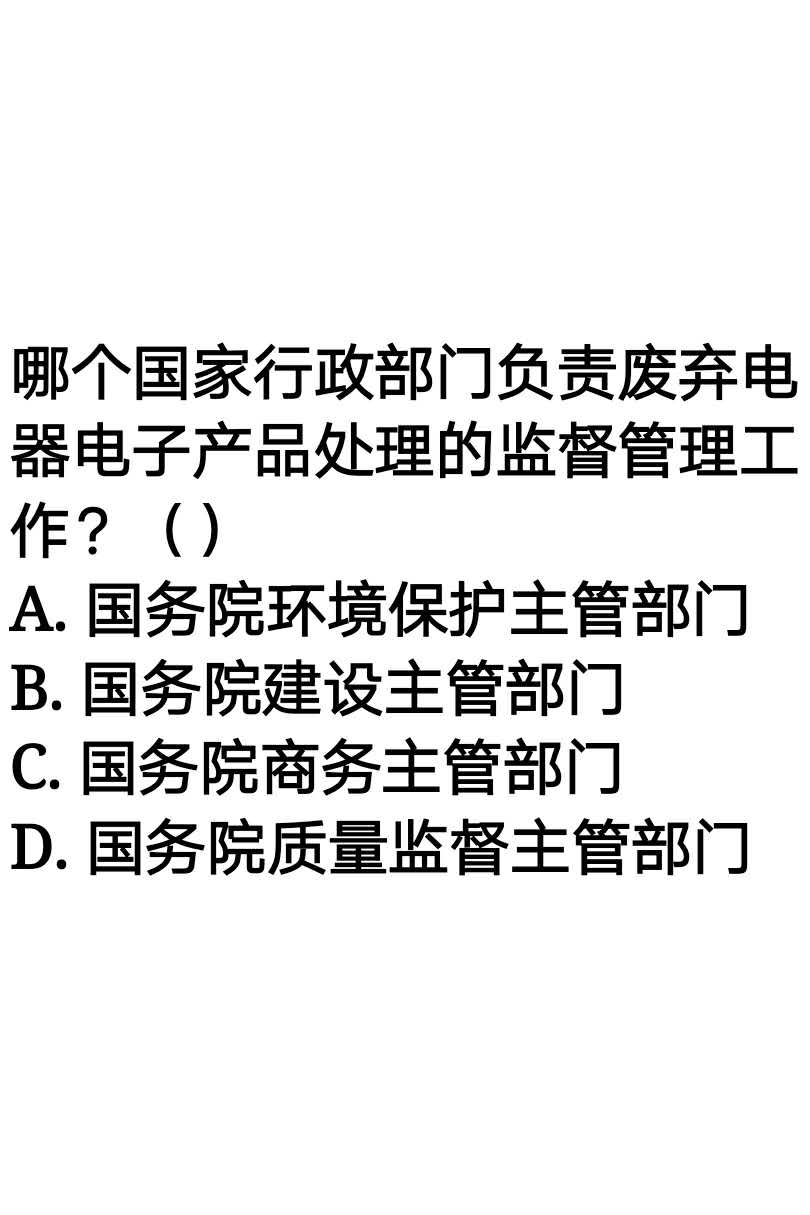 哪个国家行政部门负责废弃电
器电子产品处理的监督管理工
作？（）
A. 国务院环境保护主管部门
B. 国务院建设主管部门
C. 国务院商务主管部门
D. 国务院质量监督主管部门